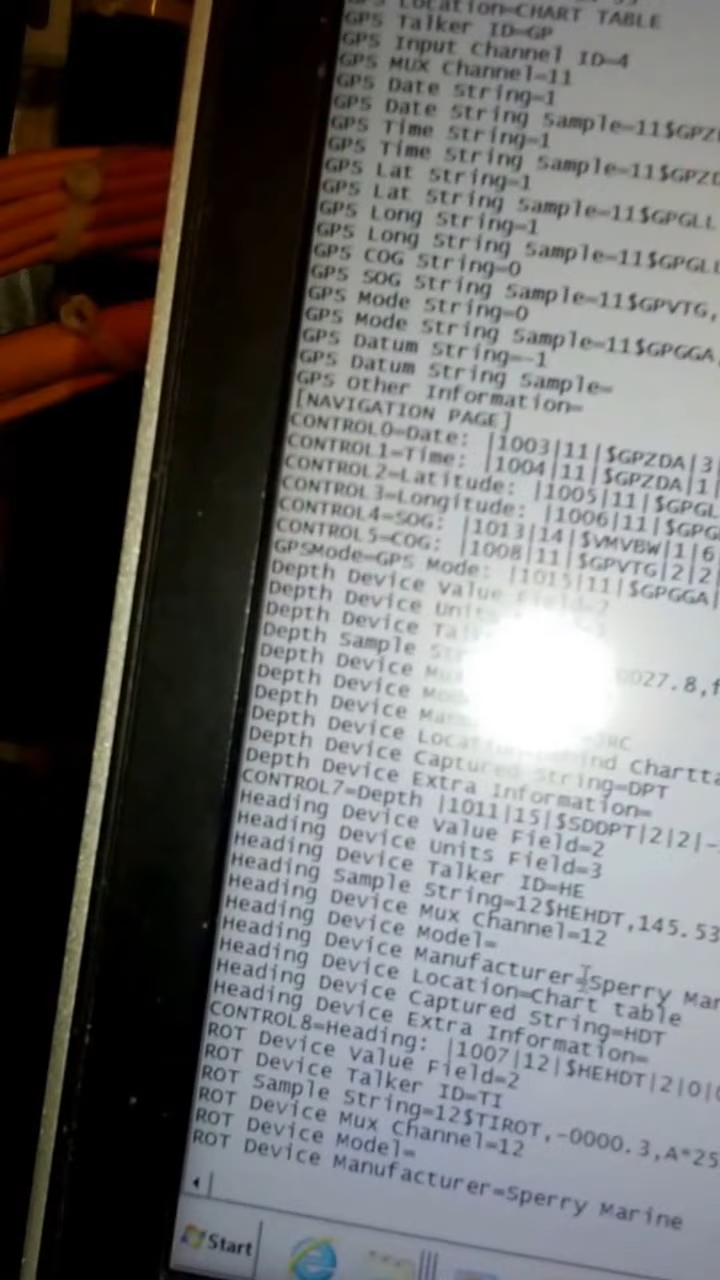 Location=CHART TABLE
GPS Talker ID=GP
GPS Input Channel ID=4
GPS MUX Channel=11
GPS Date String=1
GPS Date String Sample=11$GPZ
GPS Time String=1
GPS Time String Sample=11$GPZD
GPS Lat String=1
GPS Lat String Sample=11$GPGLL
GPS Long String=1
GPS Long String Sample=11$GPGL
GPS COG String=0
GPS SOG String Sample=11$GPVTG,
GPS Mode String=0
GPS Mode String Sample=11$GPGGA,
GPS Datum String=-1
GPS Datum String Sample=
GPS Other Information=
[NAVIGATION PAGE]
CONTROL0=Date: |1003|11|$GPZDA|3
CONTROL1=Time: |1004|11|$GPZDA|1|
CONTROL2=Latitude: |1005|11|$GPGL
CONTROL3=Longitude: |1006|11|$GPG
CONTROL4=SOG: |1013|14|$VMVBW|1|6
CONTROL5=COG: |1008|11|$GPVTG|2|2
GPSMode=GPS Mode: |1015|11|$GPGGA|
Depth Device Value Field=2
Depth Device Units
Depth Device
Depth Sample 0027.8,f
Depth Device
Depth Device
Depth Device =JRC
Depth Device Location= Chartta
Depth Device Captured String=DPT
Depth Device Extra Information=
CONTROL7=Depth |1011|15|$SDDPT|2|2|-
Heading Device Value Field=2
Heading Device Units Field=3
Heading Device Talker ID=HE
Heading Sample String=12$HEHDT,145.53
Heading Device Mux Channel=12
Heading Device Model=
Heading Device Manufacturer=Sperry Mar
Heading Device Location=Chart table
Heading Device Captured String=HDT
Heading Device Extra Information=
CONTROL8=Heading: |1007|12|$HEHDT|2|0|
ROT Device Value Field=2
ROT Device Talker ID=TI
ROT Sample String=12$TIROT,-0000.3,A*25
ROT Device Mux Channel=12
ROT Device Model=
ROT Device Manufacturer=Sperry Marine
Start